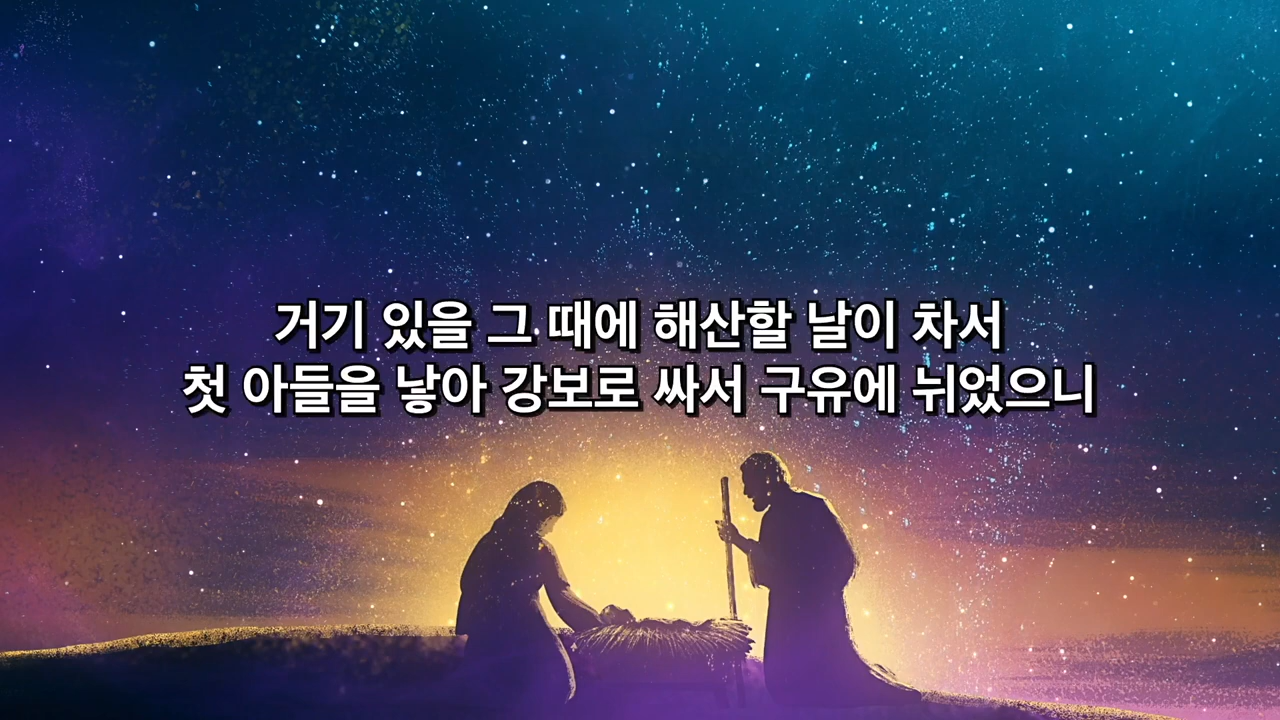 거기 있을 그 때에 해산할 날이 차서
첫 아들을 낳아 강보로 싸서 구유에 뉘었으니